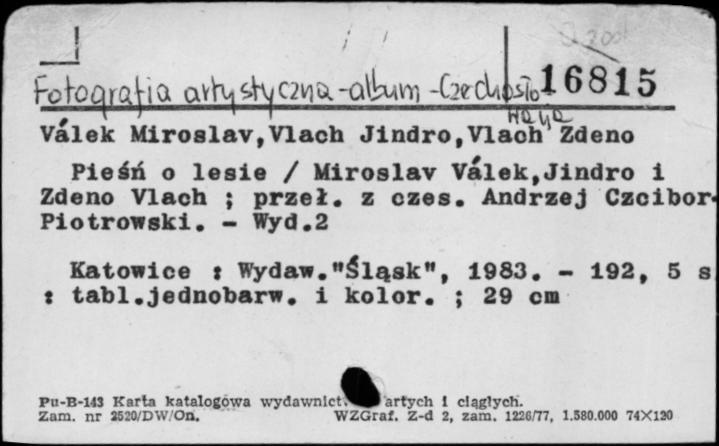 Fotografia artystyczna - album - Czechosło
wacja
16815
Válek Miroslav,Vlach Jindro,Vlach Zdeno
Pieśń o lesie / Miroslav Válek,Jindro i
Zdeno Vlach ; przeł. z czes. Andrzej Czcibor-
Piotrowski. - Wyd.2
Katowice : Wydaw."Śląsk", 1983. - 192, 5 s
: tabl.jednobarw. i kolor. ; 29 cm
Pu-B-143 Karta katalogowa wydawnict artych i ciągłych.
Zam. nr 2520/DW/On. WZGraf. Z-d 2, zam. 1226/77, 1.580.000 74X120